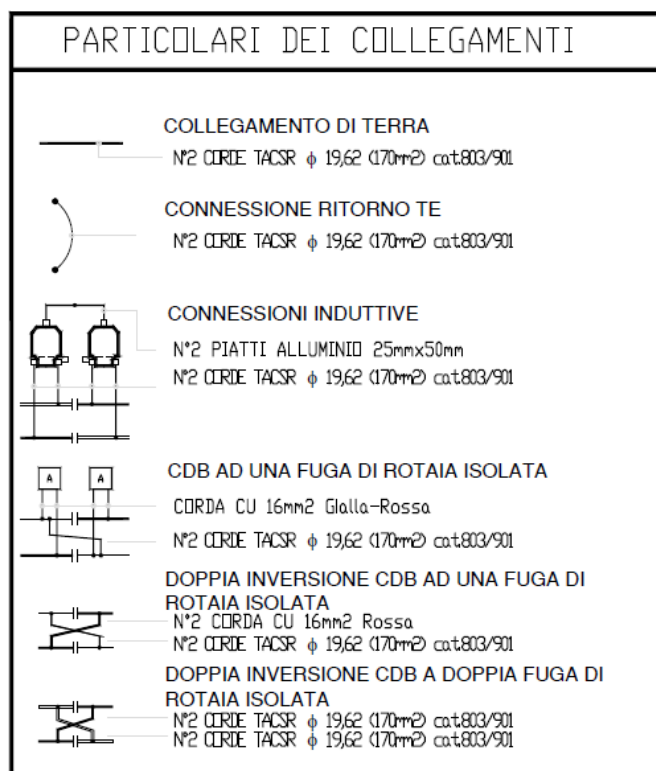 PARTICOLARI DEI COLLEGAMENTI
COLLEGAMENTO DI TERRA
N°2 CORDE TACSR ϕ 19,62 (170mm2) cat.803/901
CONNESSIONE RITORNO TE
N°2 CORDE TACSR ϕ 19,62 (170mm2) cat.803/901
CONNESSIONI INDUTTIVE
N°2 PIATTI ALLUMINIO 25mmx50mm
N°2 CORDE TACSR ϕ 19,62 (170mm2) cat.803/901
CDB AD UNA FUGA DI ROTAIA ISOLATA
A A
CORDA CU 16mm2 GIalla-Rossa
N°2 CORDE TACSR ϕ 19,62 (170mm2) cat.803/901
DOPPIA INVERSIONE CDB AD UNA FUGA DI
ROTAIA ISOLATA
N°2 CORDA CU 16mm2 Rossa
N°2 CORDE TACSR ϕ 19,62 (170mm2) cat.803/901
DOPPIA INVERSIONE CDB A DOPPIA FUGA DI
ROTAIA ISOLATA
N°2 CORDE TACSR ϕ 19,62 (170mm2) cat.803/901
N°2 CORDE TACSR ϕ 19,62 (170mm2) cat.803/901